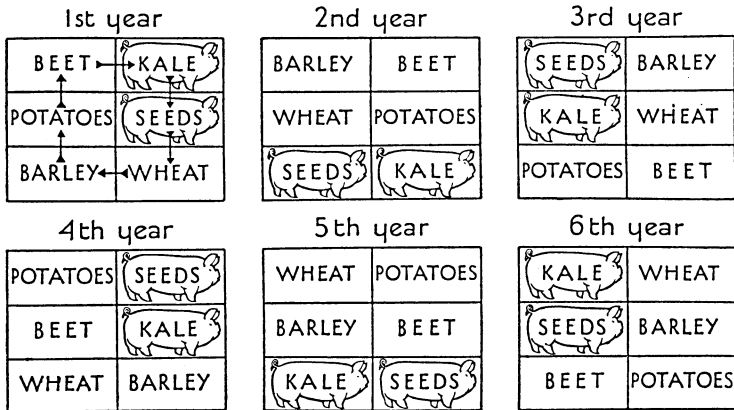 1st year 2nd year 3rd year
BEET KALE BARLEY BEET SEEDS BARLEY
POTATOES SEEDS WHEAT POTATOES KALE WHEAT
BARLEY WHEAT SEEDS KALE POTATOES BEET
4th year 5th year 6th year
POTATOES SEEDS WHEAT POTATOES KALE WHEAT
BEET KALE BARLEY BEET SEEDS BARLEY
WHEAT BARLEY KALE SEEDS BEET POTATOES